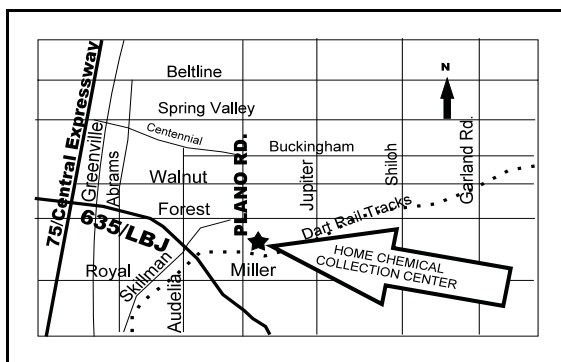 N
Beltline
Spring Valley
Centennial
Buckingham
Walnut
Forest
Royal
Miller
75/Central Expressway
Greenville
Abrams
635/LBJ
Skillman
Audelia
PLANO RD.
Jupiter
Shiloh
Garland Rd.
Dart Rail Tracks
HOME CHEMICAL
COLLECTION CENTER